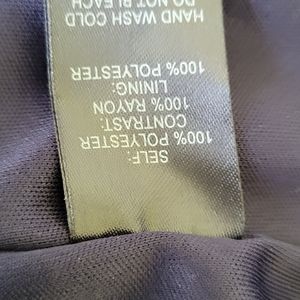 SELF:
100% POLYESTER
CONTRAST:
100% RAYON
LINING:
100% POLYESTER
HAND WASH COLD
DO NOT BLEACH